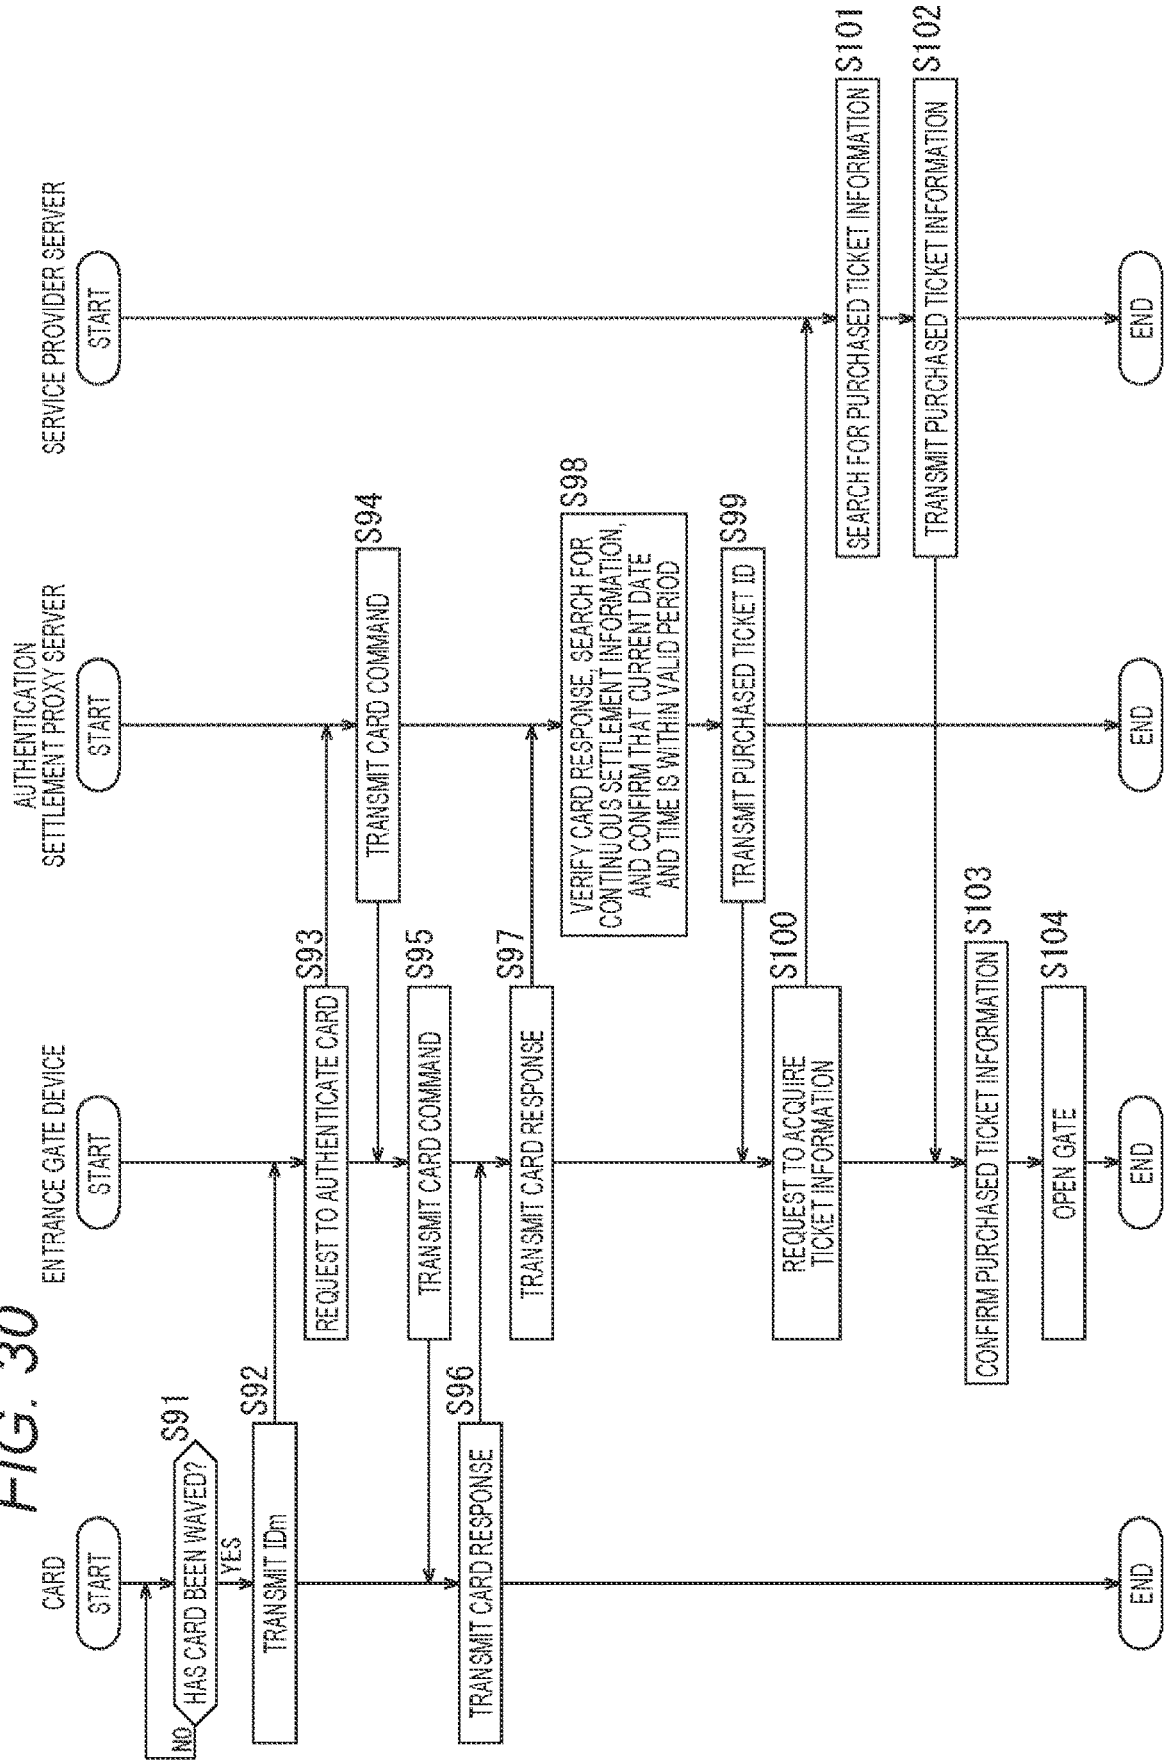 FIG. 30
CARD
ENTRANCE GATE DEVICE
AUTHENTICATION
SETTLEMENT PROXY SERVER
SERVICE PROVIDER SERVER
START
START
START
START
HAS CARD BEEN WAVED?
S91
NO
YES
TRANSMIT IDm
S92
REQUEST TO AUTHENTICATE CARD
S93
TRANSMIT CARD COMMAND
S94
TRANSMIT CARD COMMAND
S95
TRANSMIT CARD RESPONSE
S96
TRANSMIT CARD RESPONSE
S97
VERIFY CARD RESPONSE, SEARCH FOR
CONTINUOUS SETTLEMENT INFORMATION,
AND CONFIRM THAT CURRENT DATE
AND TIME IS WITHIN VALID PERIOD
S98
TRANSMIT PURCHASED TICKET ID
S99
REQUEST TO ACQUIRE
TICKET INFORMATION
S100
SEARCH FOR PURCHASED TICKET INFORMATION
S101
TRANSMIT PURCHASED TICKET INFORMATION
S102
CONFIRM PURCHASED TICKET INFORMATION
S103
OPEN GATE
S104
END
END
END
END